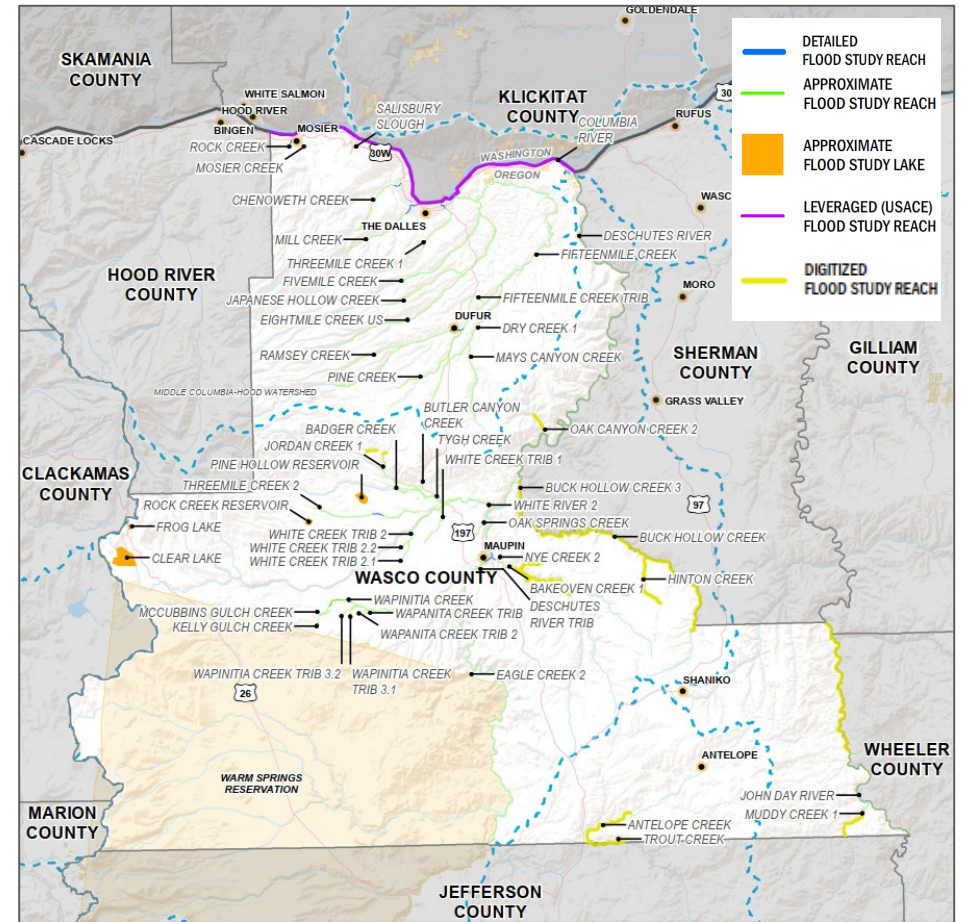 GOLDENDALE
SKAMANIA
COUNTY
WHITE SALMON
HOOD RIVER
BINGEN
MOSIER
CASCADE LOCKS
SALISBURY
SLOUGH
KLICKITAT
COUNTY
COLUMBIA
RIVER
RUFUS
30
30W
WASHINGTON
OREGON
DETAILED
FLOOD STUDY REACH
APPROXIMATE
FLOOD STUDY REACH
APPROXIMATE
FLOOD STUDY LAKE
LEVERAGED (USACE)
FLOOD STUDY REACH
DIGITIZED
FLOOD STUDY REACH
ROCK CREEK
MOSIER CREEK
CHENOWETH CREEK
WASC
THE DALLES
MILL CREEK
DESCHUTES RIVER
THREEMILE CREEK 1
FIFTEENMILE CREEK
HOOD RIVER
COUNTY
FIVEMILE CREEK
MORO
JAPANESE HOLLOW CREEK
FIFTEENMILE CREEK TRIB
EIGHTMILE CREEK US
DUFUR
DRY CREEK 1
RAMSEY CREEK
MAYS CANYON CREEK
SHERMAN
COUNTY
GILLIAM
COUNTY
PINE CREEK
MIDDLE COLUMBIA-HOOD WATERSHED
GRASS VALLEY
BUTLER CANYON
CREEK
BADGER CREEK
OAK CANYON CREEK 2
JORDAN CREEK 1
TYGH CREEK
PINE HOLLOW RESERVOIR
WHITE CREEK TRIB 1
CLACKAMAS
COUNTY
THREEMILE CREEK 2
BUCK HOLLOW CREEK 3
ROCK CREEK RESERVOIR
WHITE RIVER 2
97
FROG LAKE
OAK SPRINGS CREEK
WHITE CREEK TRIB 2
197
BUCK HOLLOW CREEK
WHITE CREEK TRIB 2.2
MAUPIN
CLEAR LAKE
WHITE CREEK TRIB 2.1
NYE CREEK 2
WASCO COUNTY
HINTON CREEK
BAKEOVEN CREEK 1
WAPINITIA CREEK
DESCHUTES
RIVER TRIB
MCCUBBINS GULCH CREEK
WAPANITA CREEK TRIB
KELLY GULCH CREEK
WAPANITA CREEK TRIB 2
WAPINITIA CREEK TRIB 3.2
WAPINITIA CREEK
TRIB 3.1
EAGLE CREEK 2
SHANIKO
26
ANTELOPE
WHEELER
COUNTY
WARM SPRINGS
RESERVATION
JOHN DAY RIVER
MARION
COUNTY
MUDDY CREEK 1
ANTELOPE CREEK
TROUT CREEK
JEFFERSON
COUNTY